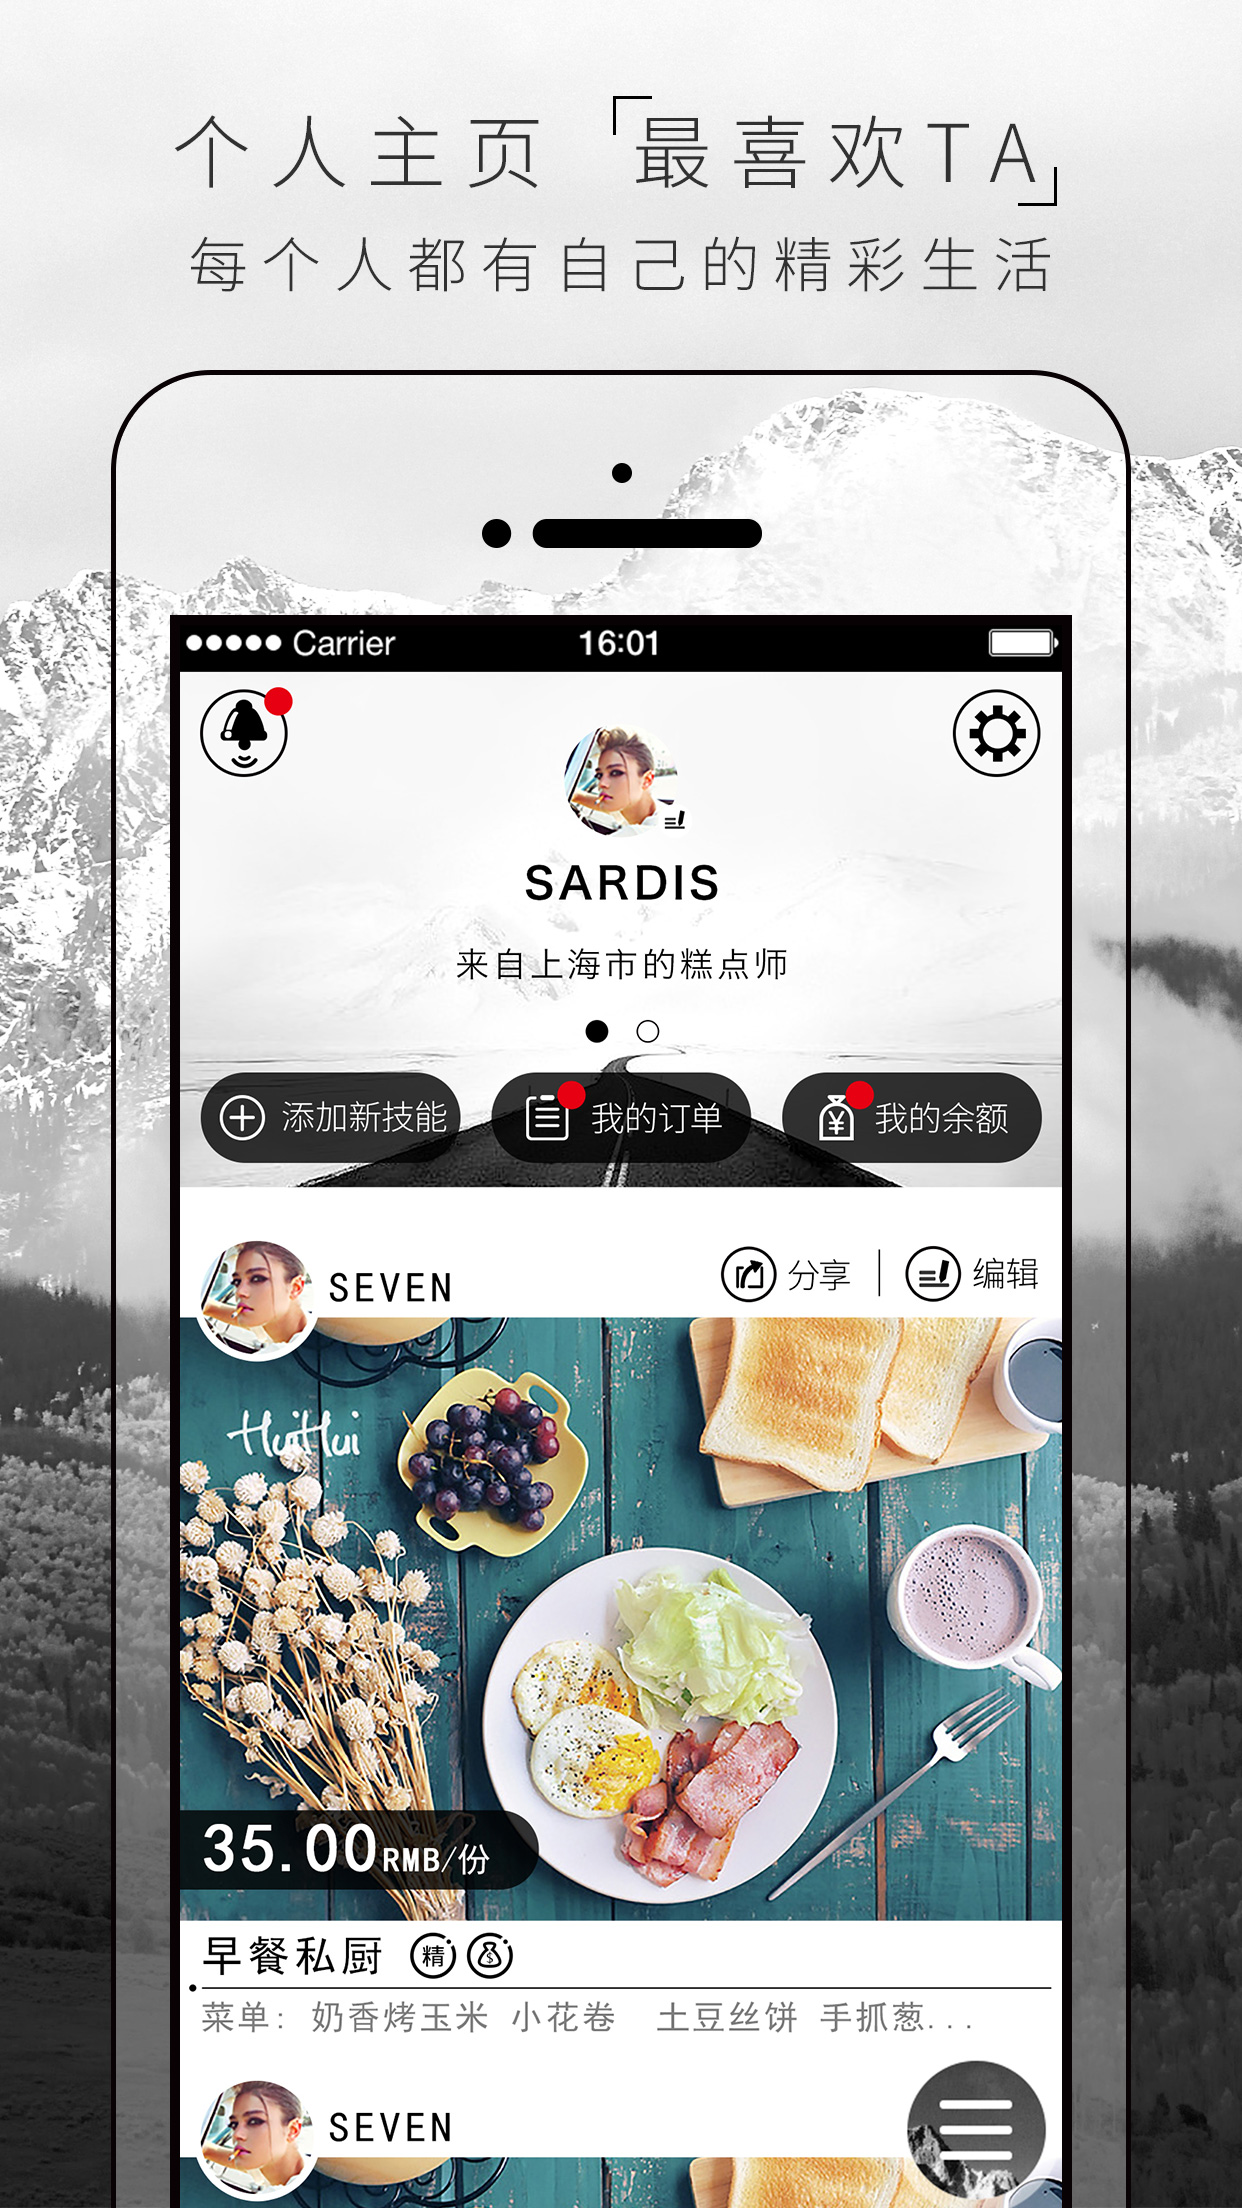 个人主页「最喜欢TA」
每个人都有自己的精彩生活
Carrier 16:01
SARDIS
来自上海市的糕点师
添加新技能 我的订单 我的余额
SEVEN 分享 | 编辑
HuiHui
35.00RMB/份
早餐私厨 精
菜单: 奶香烤玉米 小花卷 土豆丝饼 手抓葱...
SEVEN